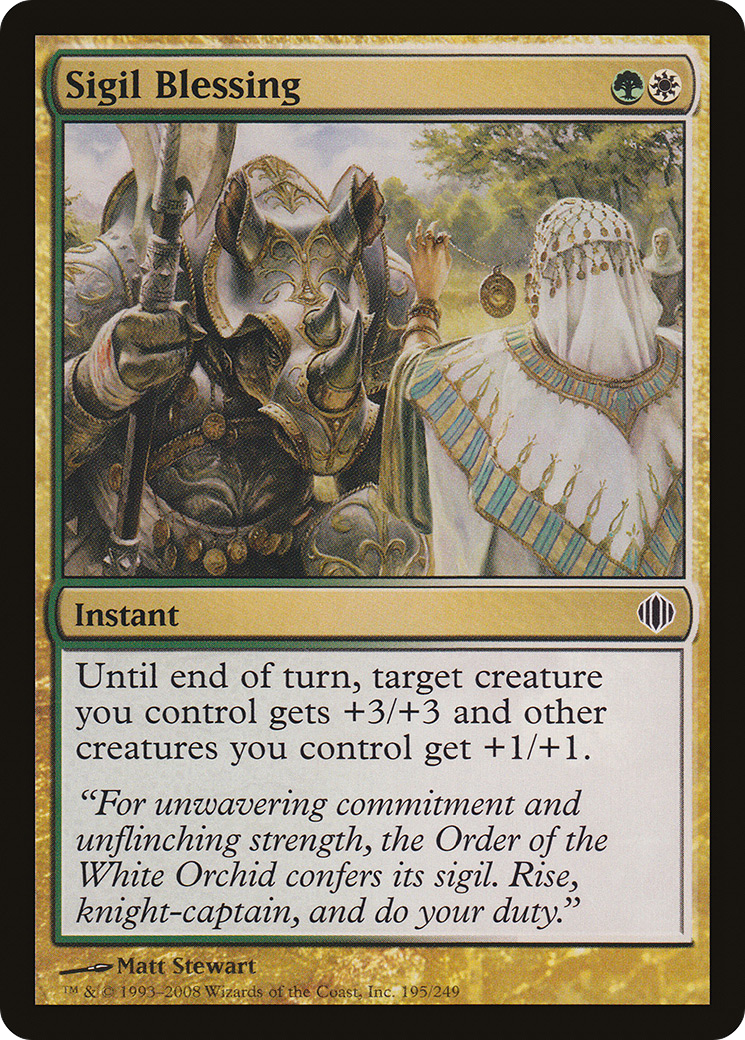 Sigil Blessing
Instant
Until end of turn, target creature
you control gets +3/+3 and other
creatures you control get +1/+1.
“For unwavering commitment and
unflinching strength, the Order of the
White Orchid confers its sigil. Rise,
knight-captain, and do your duty.”
Matt Stewart
™ & © 1993–2008 Wizards of the Coast, Inc. 195/249